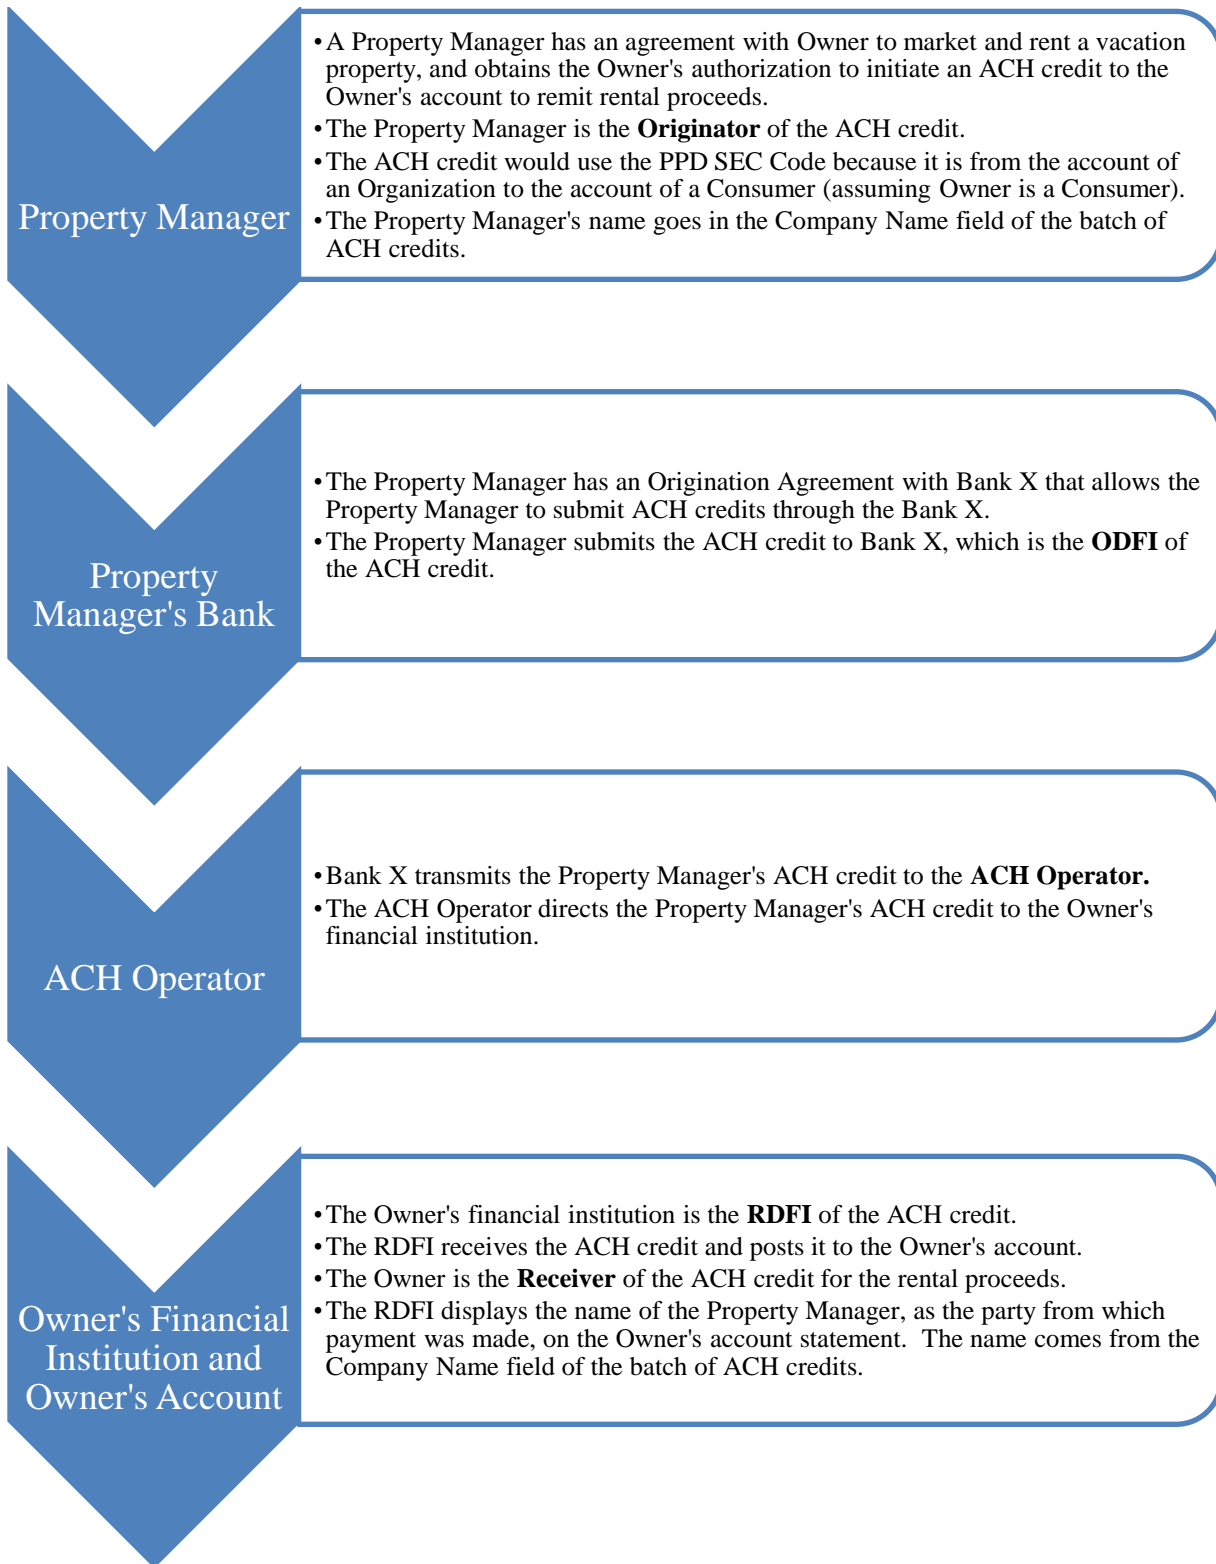 Property Manager
•A Property Manager has an agreement with Owner to market and rent a vacation
property, and obtains the Owner's authorization to initiate an ACH credit to the
Owner's account to remit rental proceeds.
•The Property Manager is the Originator of the ACH credit.
•The ACH credit would use the PPD SEC Code because it is from the account of
an Organization to the account of a Consumer (assuming Owner is a Consumer).
•The Property Manager's name goes in the Company Name field of the batch of
ACH credits.
Property
Manager's Bank
•The Property Manager has an Origination Agreement with Bank X that allows the
Property Manager to submit ACH credits through the Bank X.
•The Property Manager submits the ACH credit to Bank X, which is the ODFI of
the ACH credit.
ACH Operator
•Bank X transmits the Property Manager's ACH credit to the ACH Operator.
•The ACH Operator directs the Property Manager's ACH credit to the Owner's
financial institution.
Owner's Financial
Institution and
Owner's Account
•The Owner's financial institution is the RDFI of the ACH credit.
•The RDFI receives the ACH credit and posts it to the Owner's account.
•The Owner is the Receiver of the ACH credit for the rental proceeds.
•The RDFI displays the name of the Property Manager, as the party from which
payment was made, on the Owner's account statement.  The name comes from the
Company Name field of the batch of ACH credits.